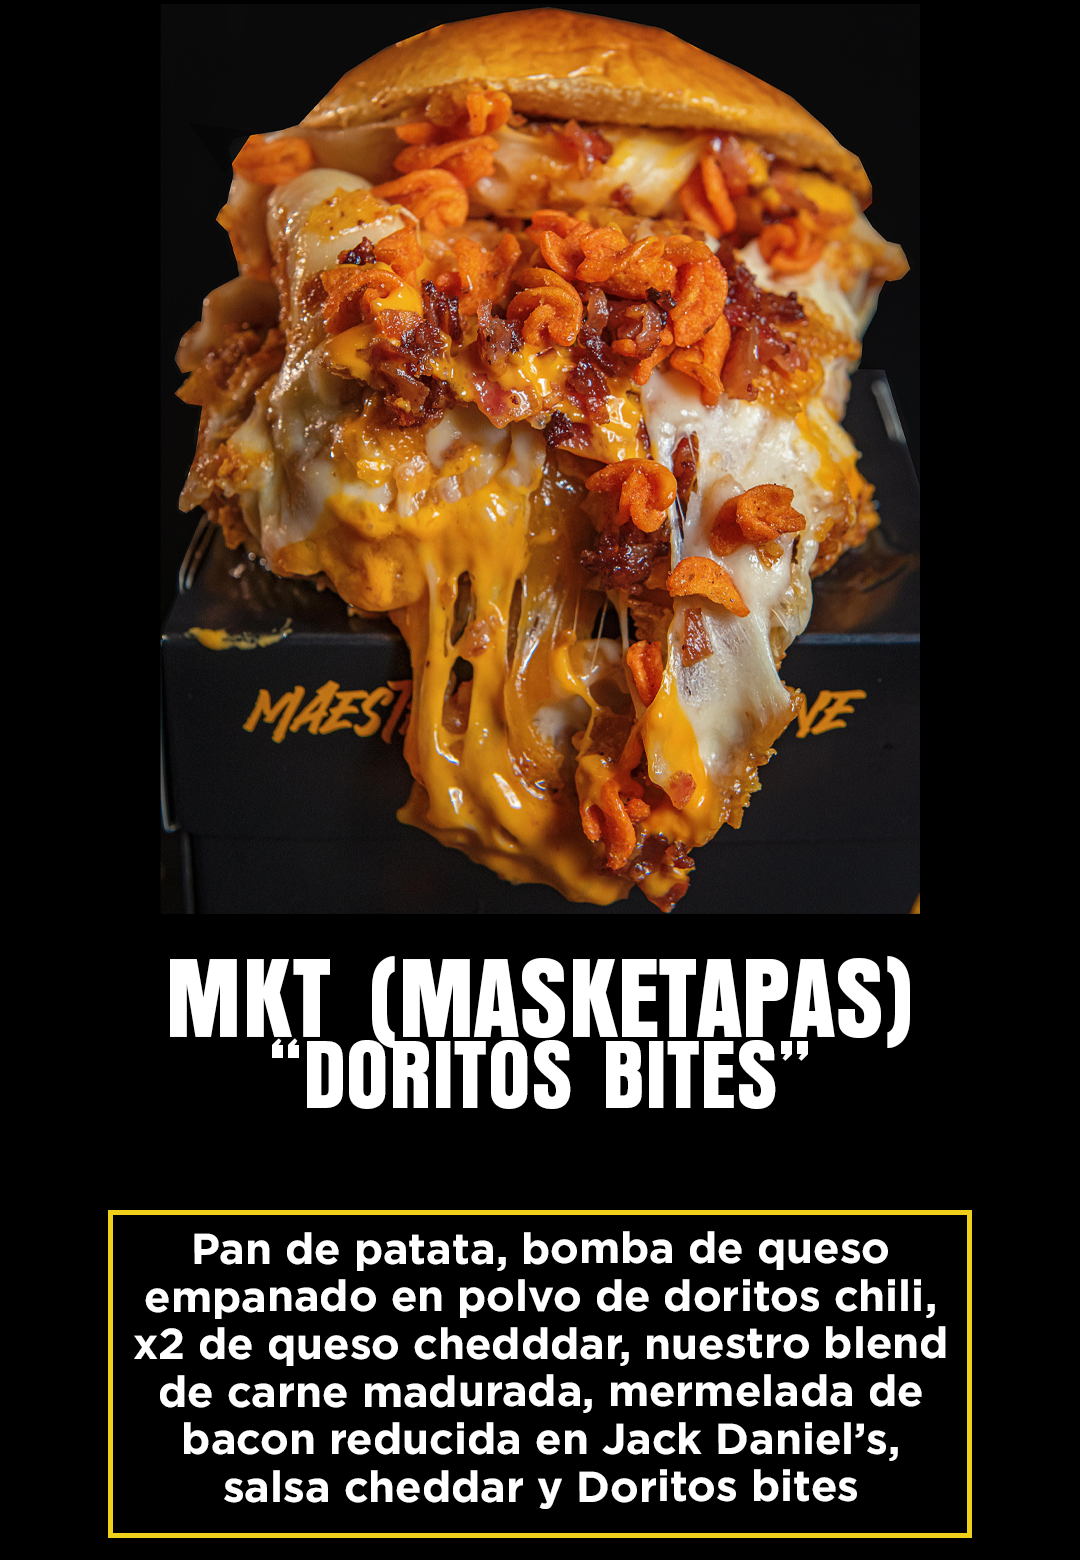 MAEST NE
MKT (MASKETAPAS)
“DORITOS BITES”
Pan de patata, bomba de queso
empanado en polvo de doritos chili,
x2 de queso chedddar, nuestro blend
de carne madurada, mermelada de
bacon reducida en Jack Daniel’s,
salsa cheddar y Doritos bites